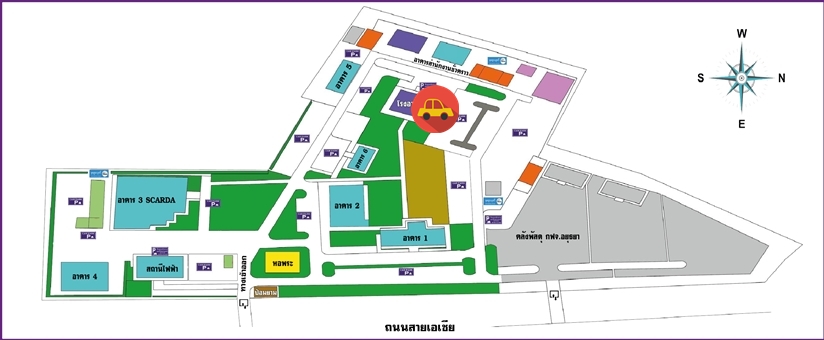 W
S
N
E
อาคารสำนักงานชั่วคราว
อาคาร 5
โรงอา
อาคาร 6
อาคาร 3 SCARDA
อาคาร 2
อาคาร 1
คลังพัสดุ กฟจ.อยุธยา
อาคาร 4
สถานีไฟฟ้า
ทางเข้าออก
หอพระ
ป้อมยาม
ถนนสายเอเซีย